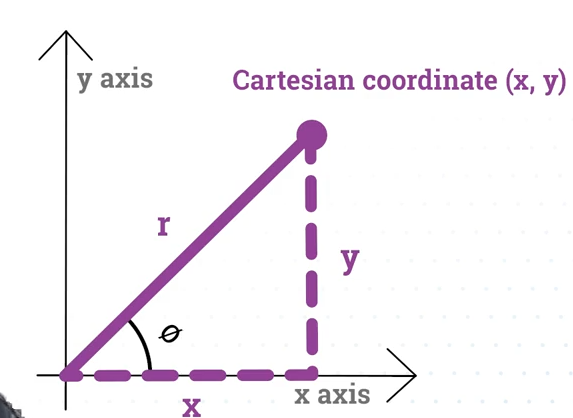 y axis
Cartesian coordinate (x, y)
r
y
ø
x axis
x